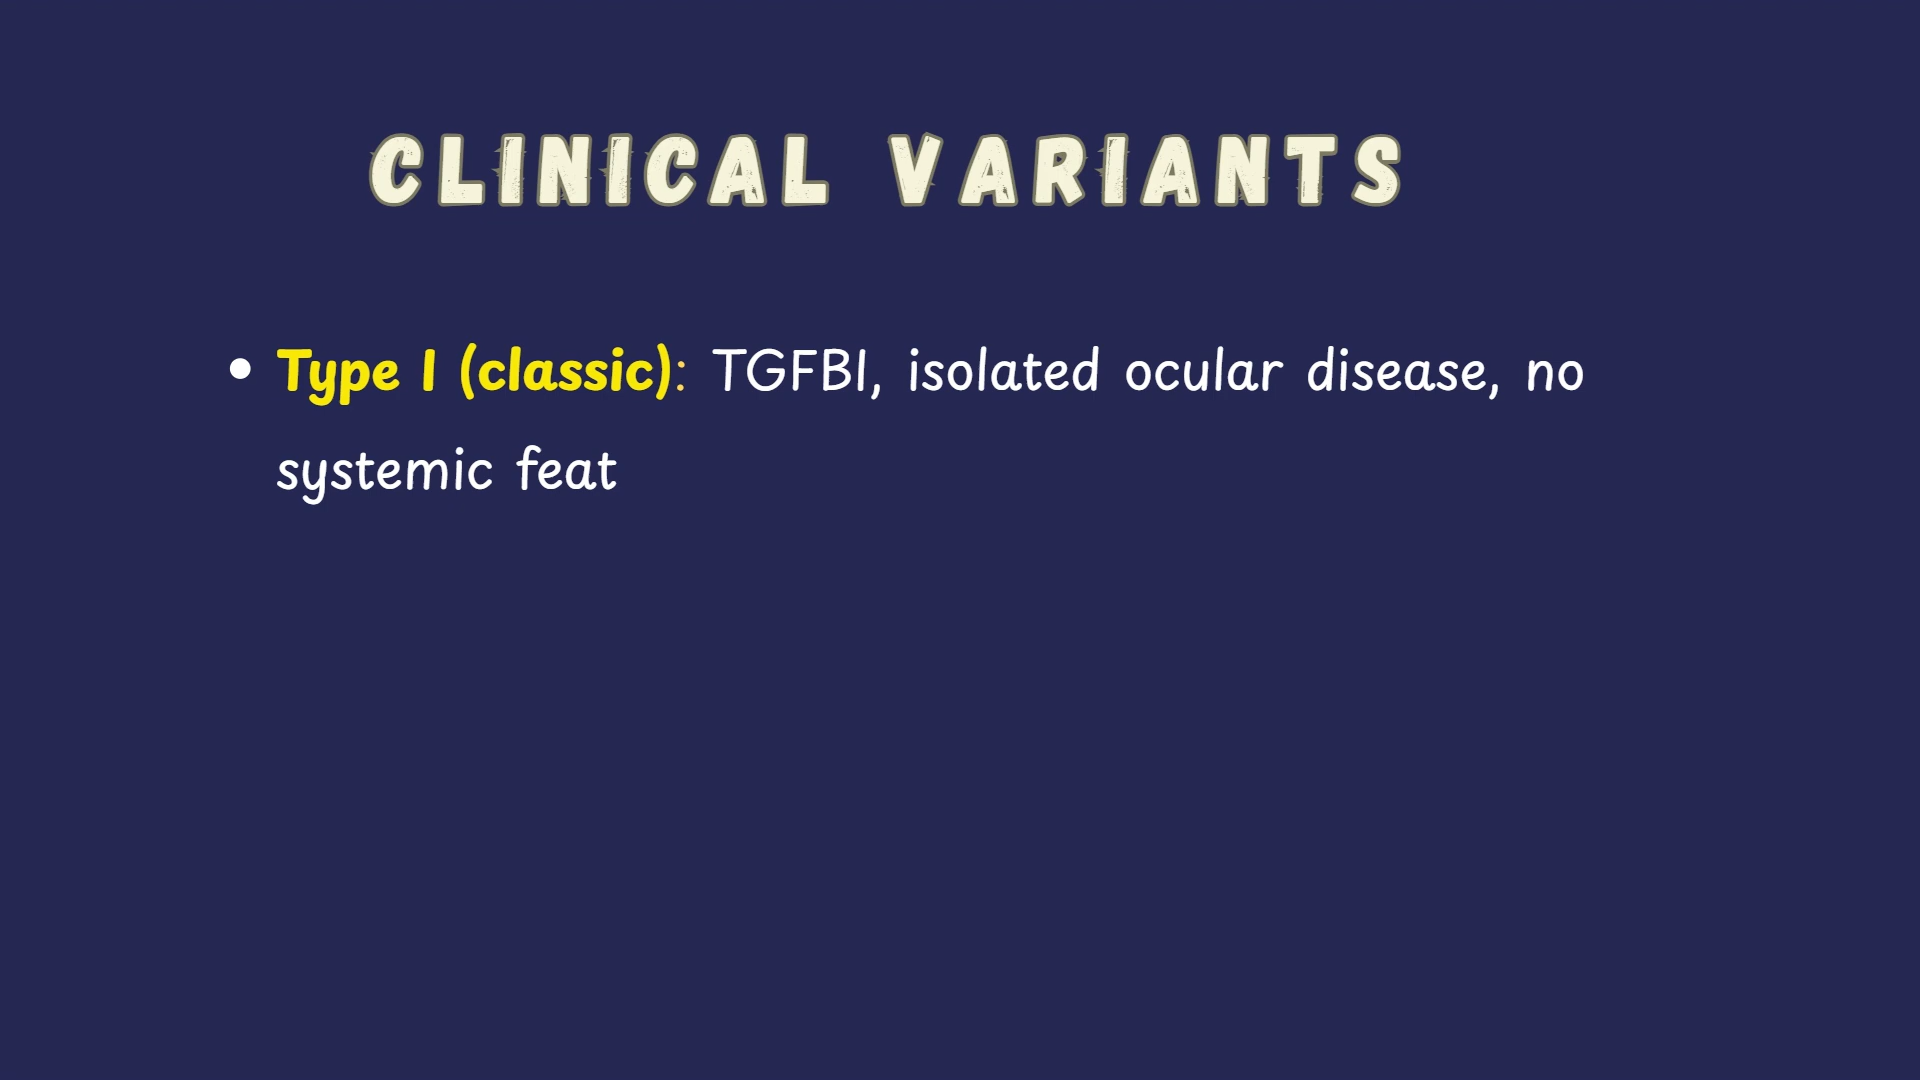 CLINICAL VARIANTS
• Type I (classic): TGFBI, isolated ocular disease, no
systemic feat